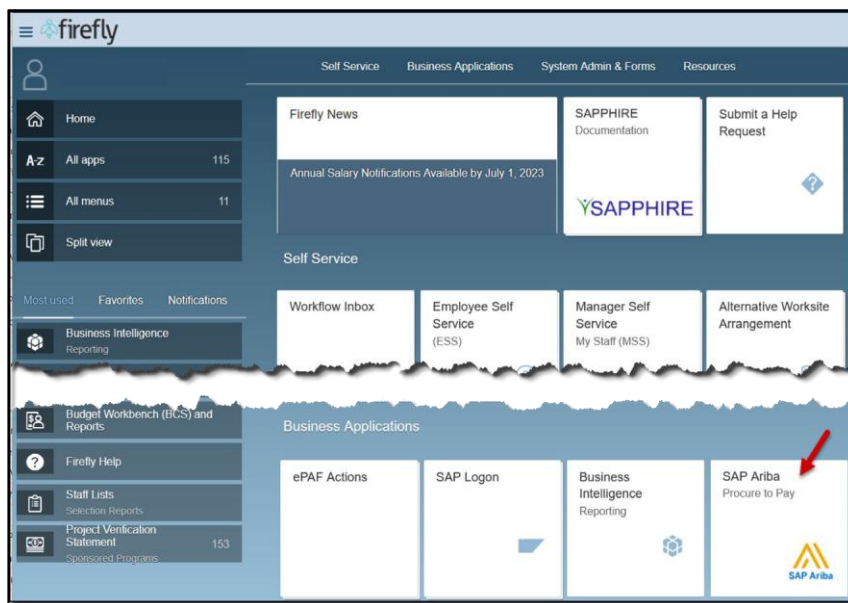 firefly
Self Service Business Applications System Admin & Forms Resources
Home
All apps 115
All menus 11
Split view
Most used Favorites Notifications
Business Intelligence
Reporting
Budget Workbench (BCS) and
Reports
Firefly Help
Staff Lists
Selection Reports
Project Verification
Statement 153
Sponsored Programs
Firefly News
Annual Salary Notifications Available by July 1, 2023
SAPPHIRE
Documentation
SAPPHIRE
Submit a Help
Request
Self Service
Workflow Inbox
Employee Self
Service
(ESS)
Manager Self
Service
My Staff (MSS)
Alternative Worksite
Arrangement
Business Applications
ePAF Actions
SAP Logon
Business
Intelligence
Reporting
SAP Ariba
Procure to Pay
SAP Ariba